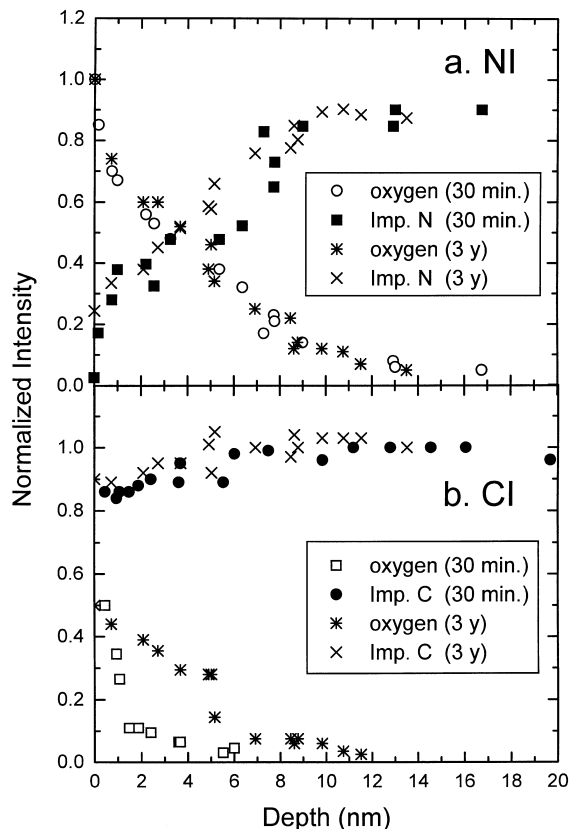 a. NI
1.0
0.8
0.6
0.4
0.2
0.0
oxygen (30 min.)
Imp. N (30 min.)
oxygen (3 y)
Imp. N (3 y)
Normalized Intensity
b. CI
1.0
0.8
0.6
0.4
0.2
0.0
oxygen (30 min.)
Imp. C (30 min.)
oxygen (3 y)
Imp. C (3 y)
0 2 4 6 8 10 12 14 16 18 20
Depth (nm)